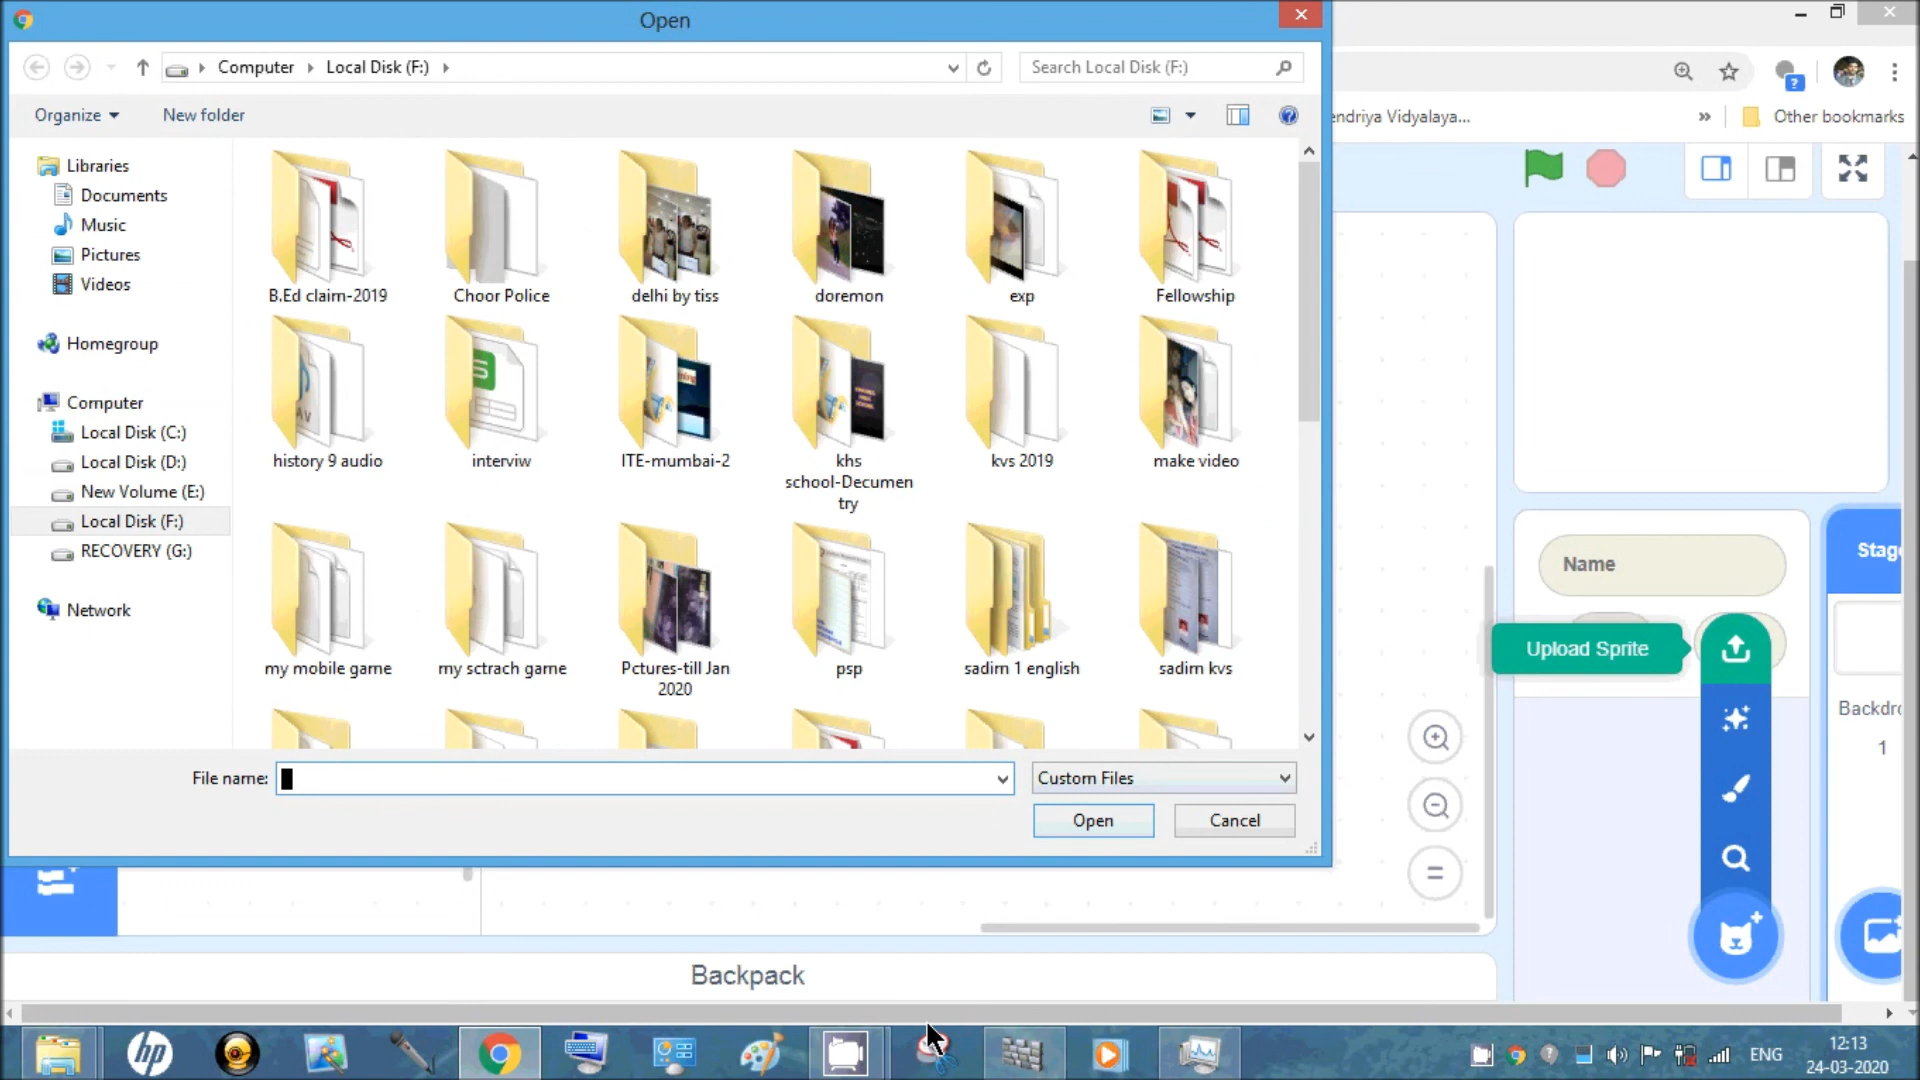 Open
Computer
Local Disk (F:)
Search Local Disk (F:)
Organize
New folder
endriya Vidyalaya...
»
Other bookmarks
Libraries
Documents
Music
Pictures
Videos
Homegroup
Computer
Local Disk (C:)
Local Disk (D:)
New Volume (E:)
Local Disk (F:)
RECOVERY (G:)
Network
B.Ed claim-2019
Choor Police
delhi by tiss
doremon
exp
Fellowship
history 9 audio
interviw
ITE-mumbai-2
khs
school-Decumen
try
kvs 2019
make video
my mobile game
my sctrach game
Pctures-till Jan
2020
psp
sadim 1 english
sadim kvs
File name:
Custom Files
Open
Cancel
Name
Stage
Upload Sprite
Backdro
1
Backpack
hp
ENG
12:13
24-03-2020